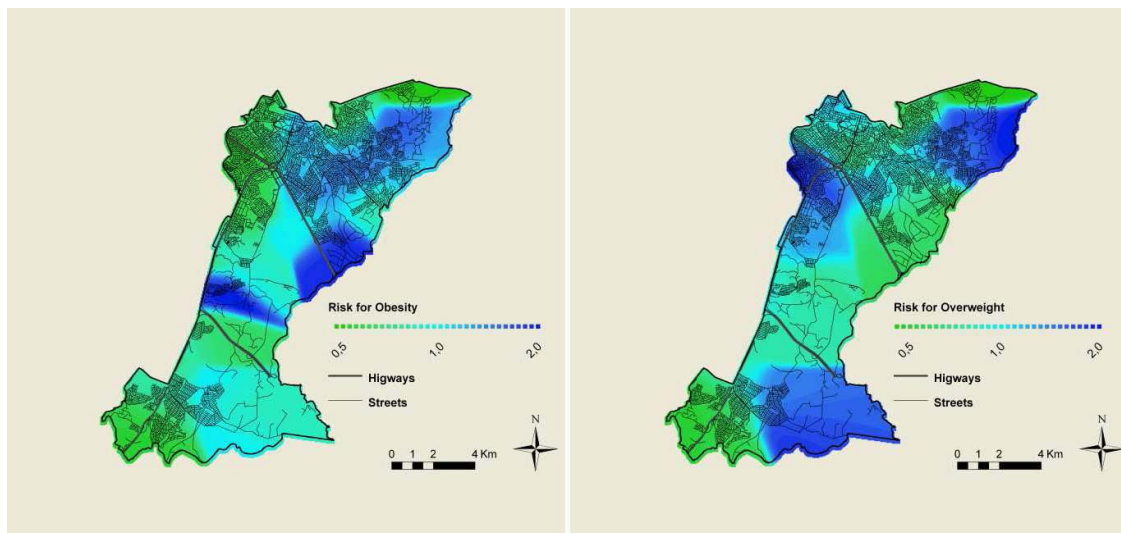 Risk for Obesity
0.5 1.0 2.0
Higways
Streets
N
0 1 2 4 Km
Risk for Overweight
0.5 1.0 2.0
Higways
Streets
N
0 1 2 4 Km